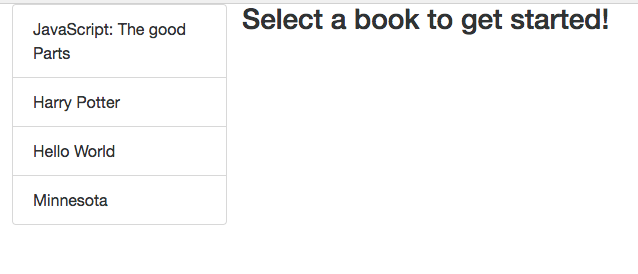 JavaScript: The good
Parts
Harry Potter
Hello World
Minnesota
Select a book to get started!